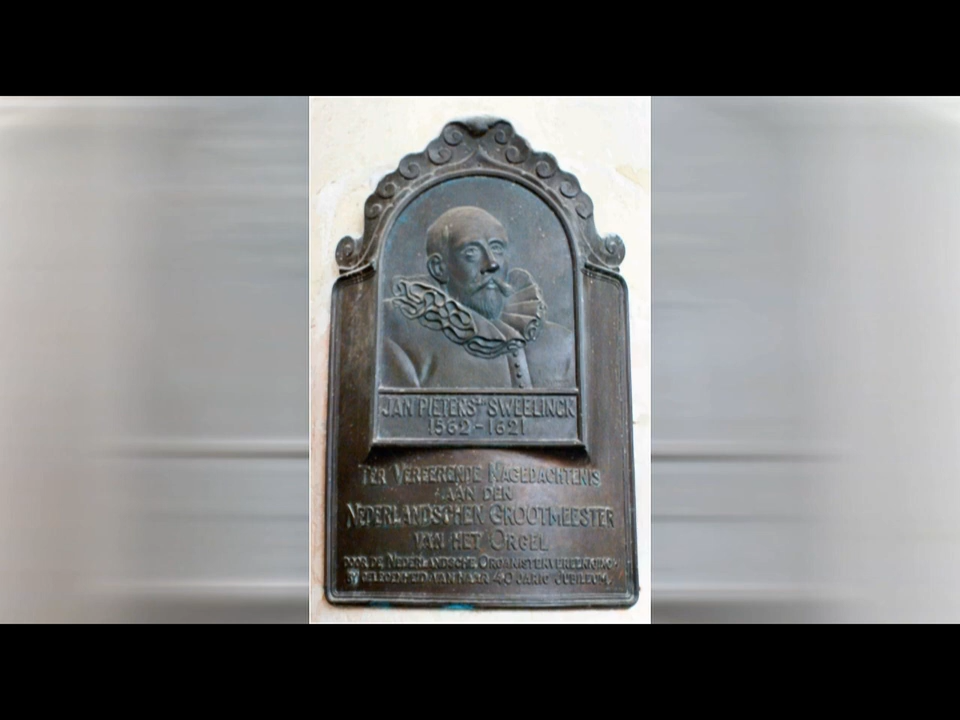 JAN PIETERSᶻ· SWEELINCK
1562-1621
TER VEREERENDE NAGEDACHTENIS
AAN DEN
NEDERLANDSCHEN GROOTMEESTER
VAN HET ORGEL
DOOR DE NEDERLANDSCHE ORGANISTENVEREENIGING
BY GELEGENHEID VAN HAAR 40 JARIG JUBILEUM.